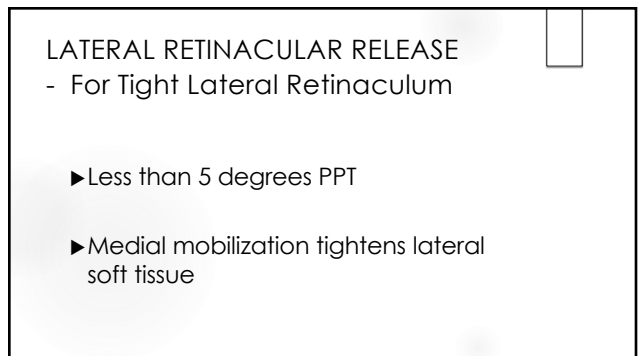 LATERAL RETINACULAR RELEASE
- For Tight Lateral Retinaculum
▶Less than 5 degrees PPT
▶Medial mobilization tightens lateral
soft tissue